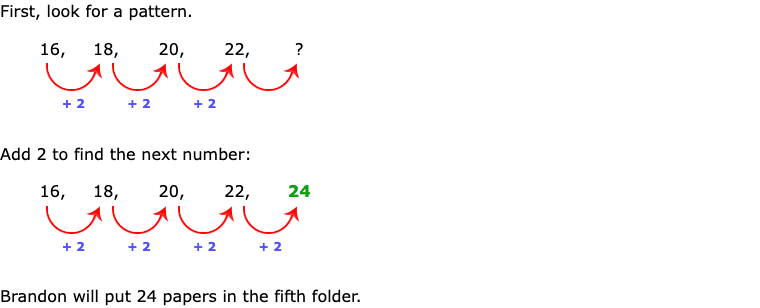 First, look for a pattern.
16, 18, 20, 22, ?
+ 2 + 2 + 2
Add 2 to find the next number:
16, 18, 20, 22, 24
+ 2 + 2 + 2 + 2
Brandon will put 24 papers in the fifth folder.